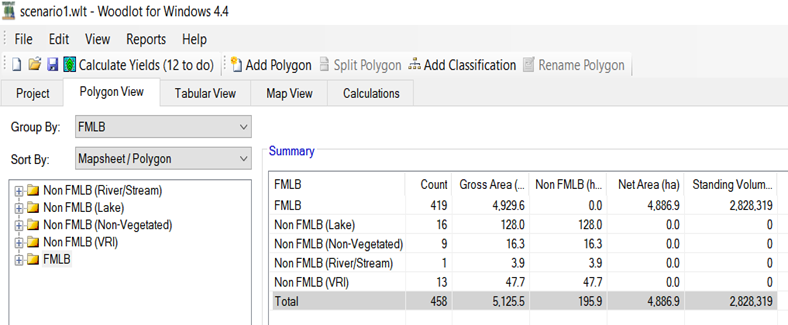 scenario1.wlt - Woodlot for Windows 4.4
File Edit View Reports Help
Calculate Yields (12 to do) Add Polygon Split Polygon Add Classification Rename Polygon
Project Polygon View Tabular View Map View Calculations
Group By: FMLB
Sort By: Mapsheet / Polygon
Non FMLB (River/Stream)
Non FMLB (Lake)
Non FMLB (Non-Vegetated)
Non FMLB (VRI)
FMLB
Summary
FMLB Count Gross Area (... Non FMLB (h... Net Area (ha) Standing Volum...
FMLB 419 4,929.6 0.0 4,886.9 2,828,319
Non FMLB (Lake) 16 128.0 128.0 0.0 0
Non FMLB (Non-Vegetated) 9 16.3 16.3 0.0 0
Non FMLB (River/Stream) 1 3.9 3.9 0.0 0
Non FMLB (VRI) 13 47.7 47.7 0.0 0
Total 458 5,125.5 195.9 4,886.9 2,828,319